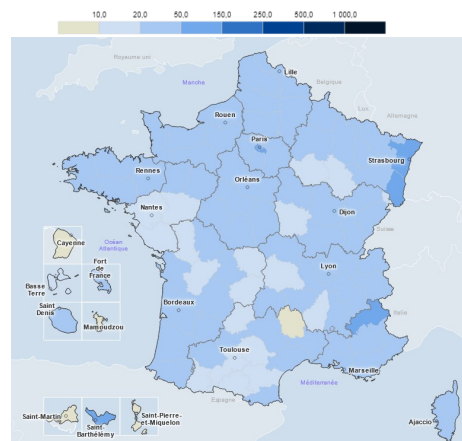 10,0 20,0 50,0 150,0 250,0 500,0 1 000,0
Royaume uni
Lille
Belgique
Manche
Lux.
Allemagne
Rouen
Paris
Strasbourg
Rennes
Orléans
Nantes
Dijon
Suisse
Cayenne
Océan
Atlantique
Fort
de
France
Lyon
Basse
Terre
Saint
Denis
Bordeaux
Italie
Mamoudzou
Toulouse
Marseille
Méditerranée
Espagne
Saint-Martin
Saint-
Barthélémy
Saint-Pierre
-et-Miquelon
Ajaccio